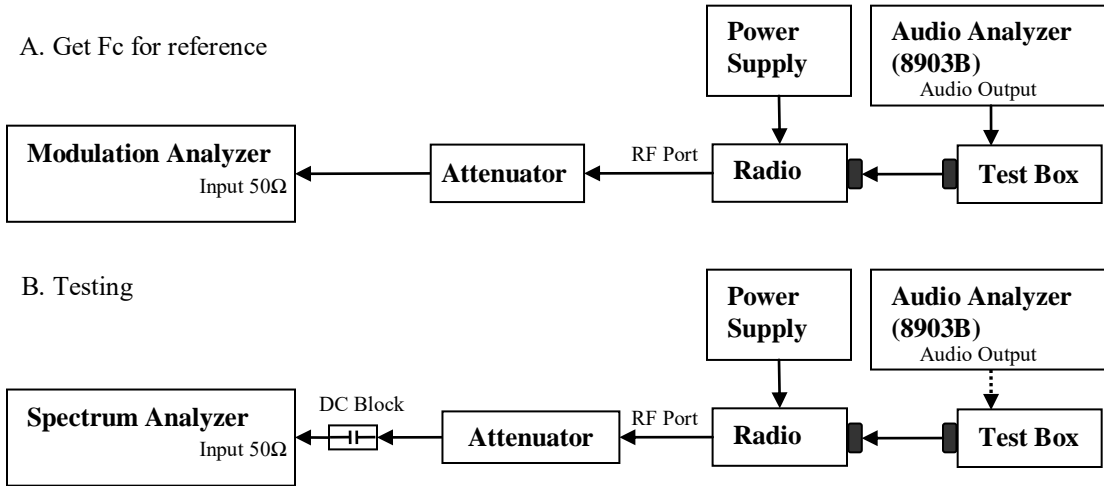 A. Get Fc for reference
Power
Supply
Audio Analyzer
(8903B)
Audio Output
Modulation Analyzer
Input 50Ω
Attenuator
RF Port
Radio
Test Box
B. Testing
Power
Supply
Audio Analyzer
(8903B)
Audio Output
Spectrum Analyzer
Input 50Ω
DC Block
Attenuator
RF Port
Radio
Test Box